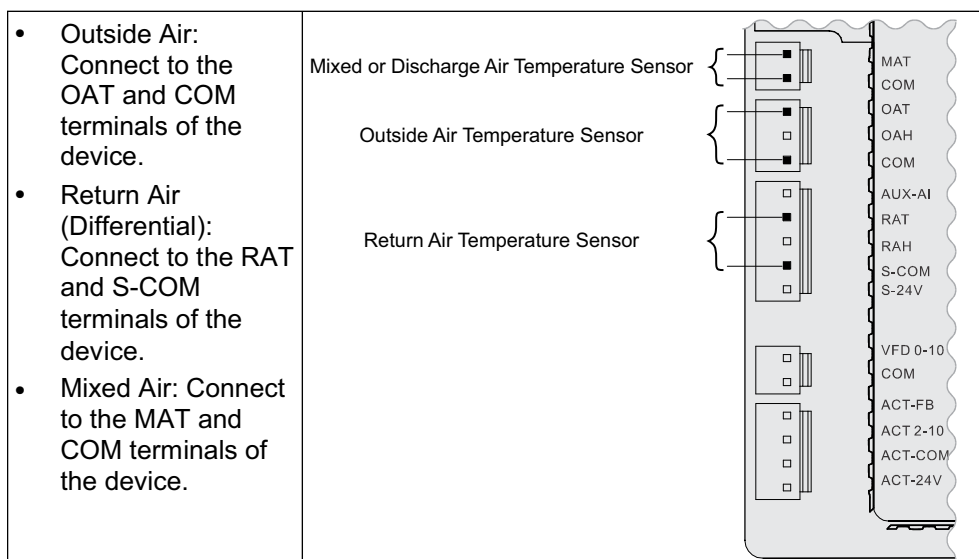 • Outside Air:
Connect to the
OAT and COM
terminals of the
device.
• Return Air
(Differential):
Connect to the RAT
and S-COM
terminals of the
device.
• Mixed Air: Connect
to the MAT and
COM terminals of
the device.
Mixed or Discharge Air Temperature Sensor
Outside Air Temperature Sensor
Return Air Temperature Sensor
MAT
COM
OAT
OAH
COM
AUX-AI
RAT
RAH
S-COM
S-24V
VFD 0-10
COM
ACT-FB
ACT 2-10
ACT-COM
ACT-24V